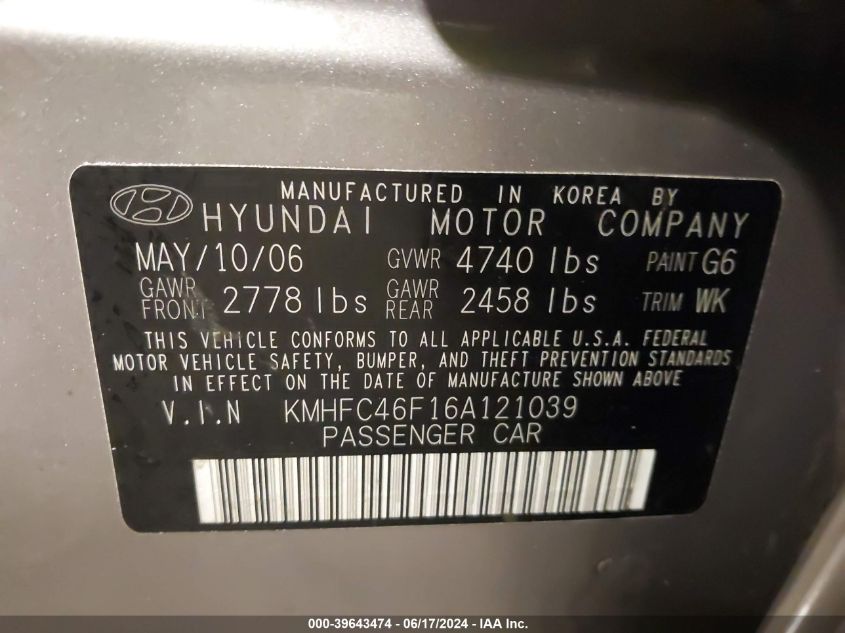 MANUFACTURED IN KOREA BY
HYUNDAI MOTOR COMPANY
MAY/10/06 GVWR 4740 lbs PAINT G6
GAWR FRONT 2778 lbs GAWR REAR 2458 lbs TRIM WK
THIS VEHICLE CONFORMS TO ALL APPLICABLE U.S.A. FEDERAL
MOTOR VEHICLE SAFETY, BUMPER, AND THEFT PREVENTION STANDARDS
IN EFFECT ON THE DATE OF MANUFACTURE SHOWN ABOVE
V.I.N KMHFC46F16A121039
PASSENGER CAR
000-39643474 - 06/17/2024 - IAA Inc.